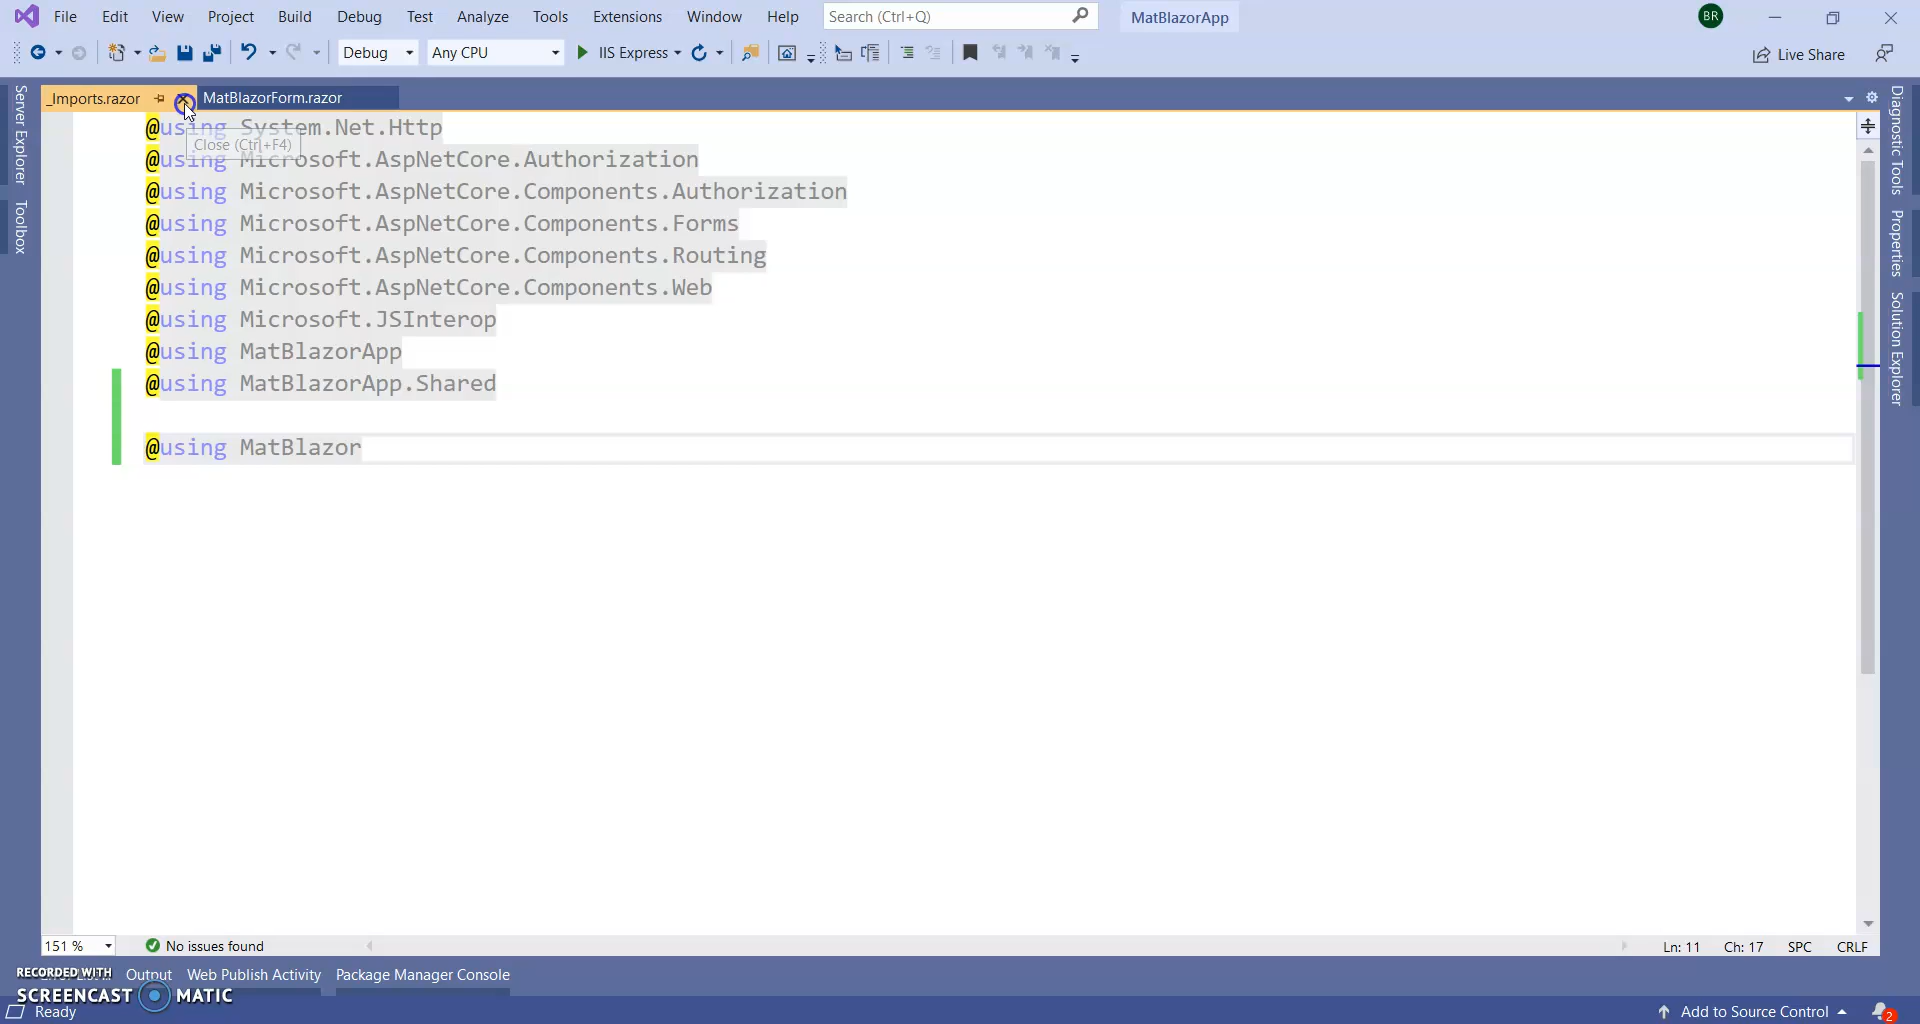 File Edit View Project Build Debug Test Analyze Tools Extensions Window Help Search (Ctrl+Q) MatBlazorApp BR
Debug Any CPU IIS Express Live Share
Server Explorer
Toolbox
_Imports.razor MatBlazorForm.razor
Close (Ctrl+F4)
@using System.Net.Http
@using Microsoft.AspNetCore.Authorization
@using Microsoft.AspNetCore.Components.Authorization
@using Microsoft.AspNetCore.Components.Forms
@using Microsoft.AspNetCore.Components.Routing
@using Microsoft.AspNetCore.Components.Web
@using Microsoft.JSInterop
@using MatBlazorApp
@using MatBlazorApp.Shared
@using MatBlazor
Diagnostic Tools
Properties
Solution Explorer
151 % No issues found Ln: 11 Ch: 17 SPC CRLF
Output Web Publish Activity Package Manager Console
RECORDED WITH
SCREENCAST MATIC
Ready Add to Source Control 2